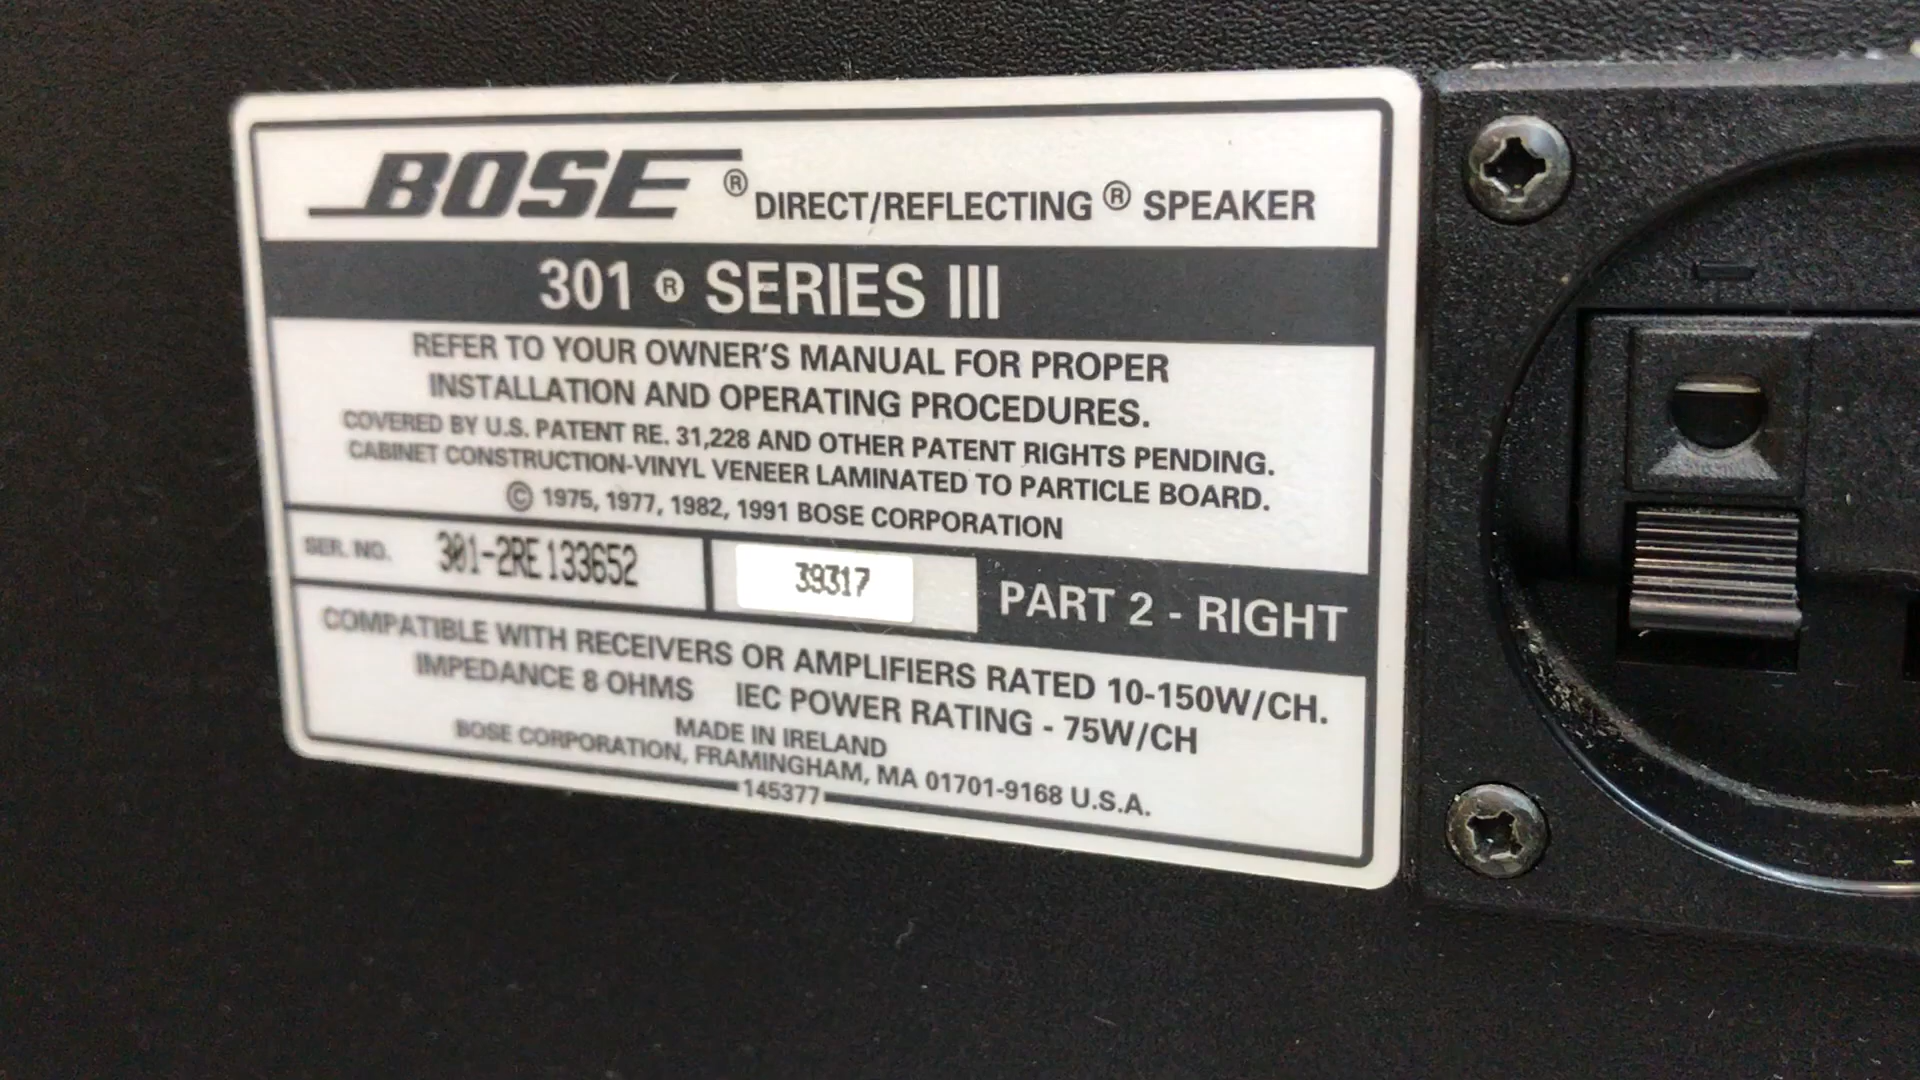 BOSE ® DIRECT/REFLECTING ® SPEAKER
301 ® SERIES III
REFER TO YOUR OWNER'S MANUAL FOR PROPER
INSTALLATION AND OPERATING PROCEDURES.
COVERED BY U.S. PATENT RE. 31,228 AND OTHER PATENT RIGHTS PENDING.
CABINET CONSTRUCTION-VINYL VENEER LAMINATED TO PARTICLE BOARD.
© 1975, 1977, 1982, 1991 BOSE CORPORATION
SER. NO. 301-2RE133652 39317 PART 2 - RIGHT
COMPATIBLE WITH RECEIVERS OR AMPLIFIERS RATED 10-150W/CH.
IMPEDANCE 8 OHMS IEC POWER RATING - 75W/CH
MADE IN IRELAND
BOSE CORPORATION, FRAMINGHAM, MA 01701-9168 U.S.A.
145377